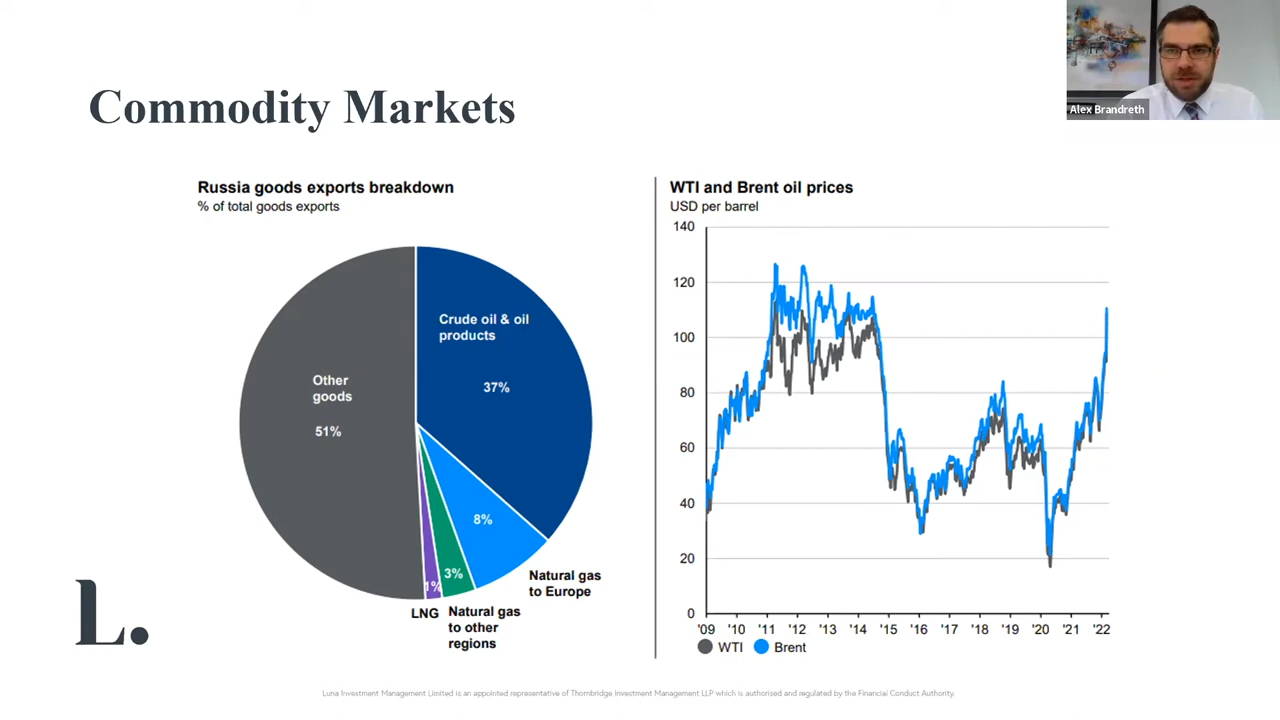 Alex Brandreth
Commodity Markets
Russia goods exports breakdown
% of total goods exports
Crude oil & oil
products
37%
Other
goods
51%
8%
3%
1%
Natural gas
to Europe
LNG
Natural gas
to other
regions
WTI and Brent oil prices
USD per barrel
140
120
100
80
60
40
20
0
'09 '10 '11 '12 '13 '14 '15 '16 '17 '18 '19 '20 '21 '22
WTI Brent
L.
Luna Investment Management Limited is an appointed representative of Thornbridge Investment Management LLP which is authorised and regulated by the Financial Conduct Authority.